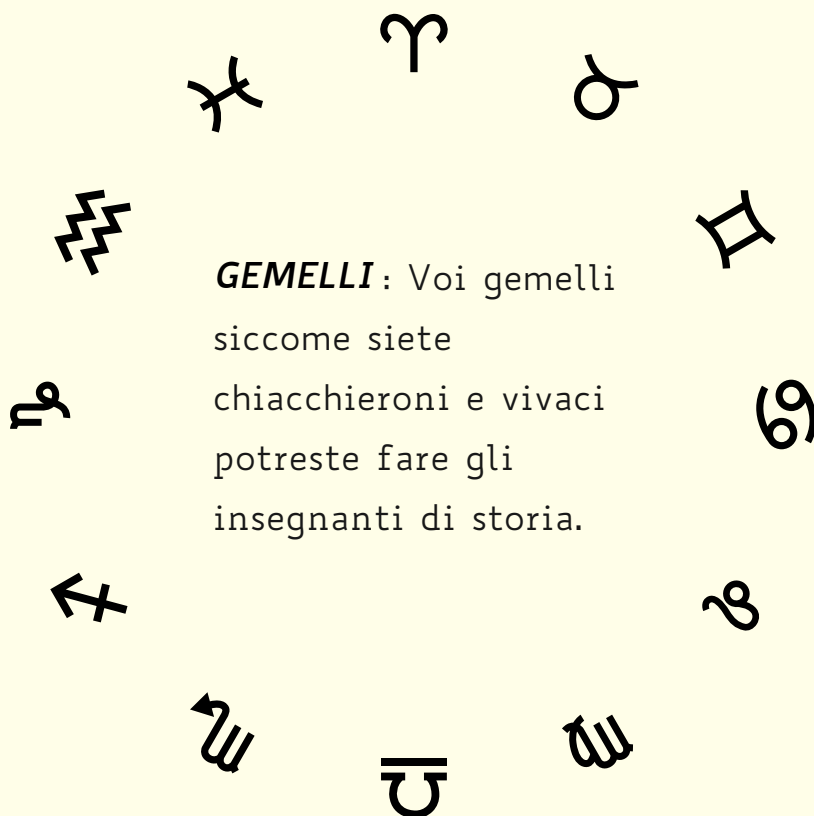 GEMELLI : Voi gemelli
siccome siete
chiacchieroni e vivaci
potreste fare gli
insegnanti di storia.